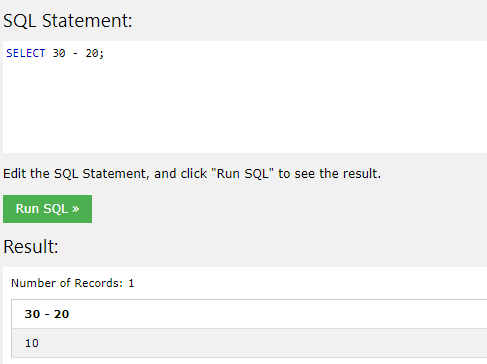 SQL Statement:
SELECT 30 - 20;
Edit the SQL Statement, and click "Run SQL" to see the result.
Run SQL »
Result:
Number of Records: 1
30 - 20
10